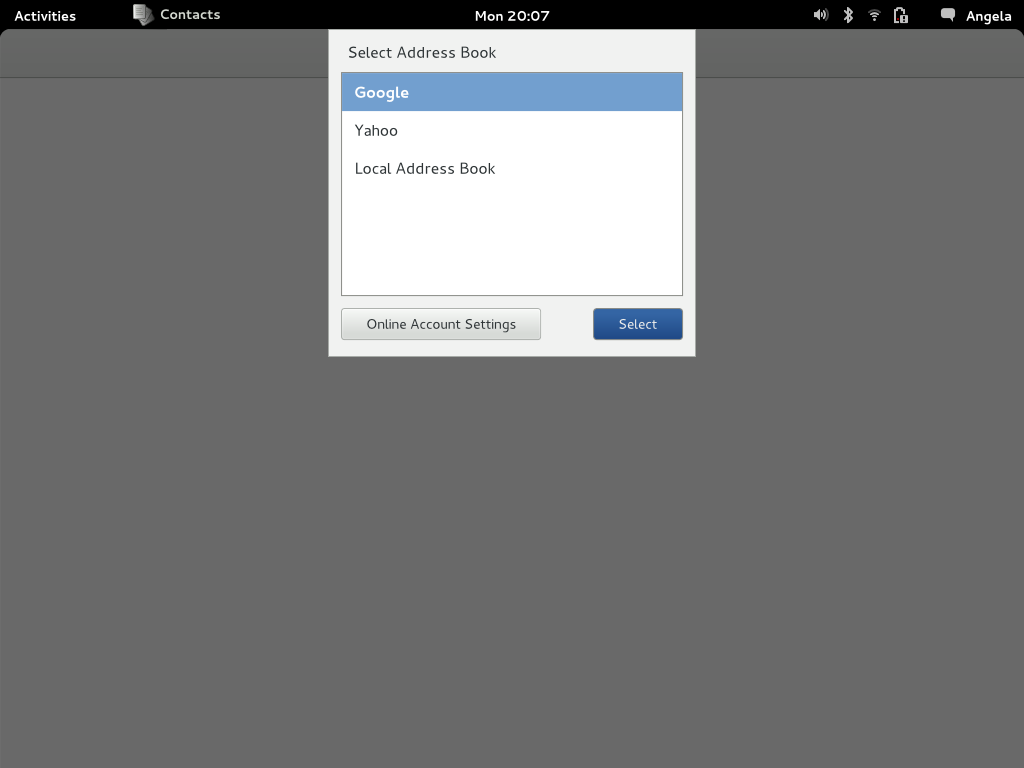 Activities Contacts Mon 20:07 Angela
Select Address Book
Google
Yahoo
Local Address Book
Online Account Settings Select